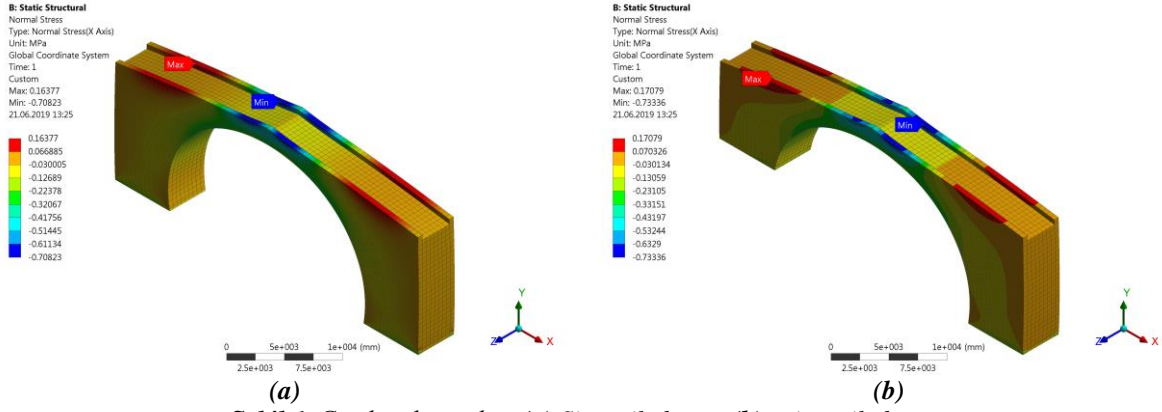 B: Static Structural
Normal Stress
Type: Normal Stress(X Axis)
Unit: MPa
Global Coordinate System
Time: 1
Custom
Max: 0.16377
Min: -0.70823
21.06.2019 13:25
0.16377
0.066885
-0.030005
-0.12689
-0.22378
-0.32067
-0.41756
-0.51445
-0.61134
-0.70823
Max
Min
Y
Z
X
0 5e+003 1e+004 (mm)
2.5e+003 7.5e+003
(a)
B: Static Structural
Normal Stress
Type: Normal Stress(X Axis)
Unit: MPa
Global Coordinate System
Time: 1
Custom
Max: 0.17079
Min: -0.73336
21.06.2019 13:25
0.17079
0.070326
-0.030134
-0.13059
-0.23105
-0.33151
-0.43197
-0.53244
-0.6329
-0.73336
Max
Min
Y
Z
X
0 5e+003 1e+004 (mm)
2.5e+003 7.5e+003
(b)